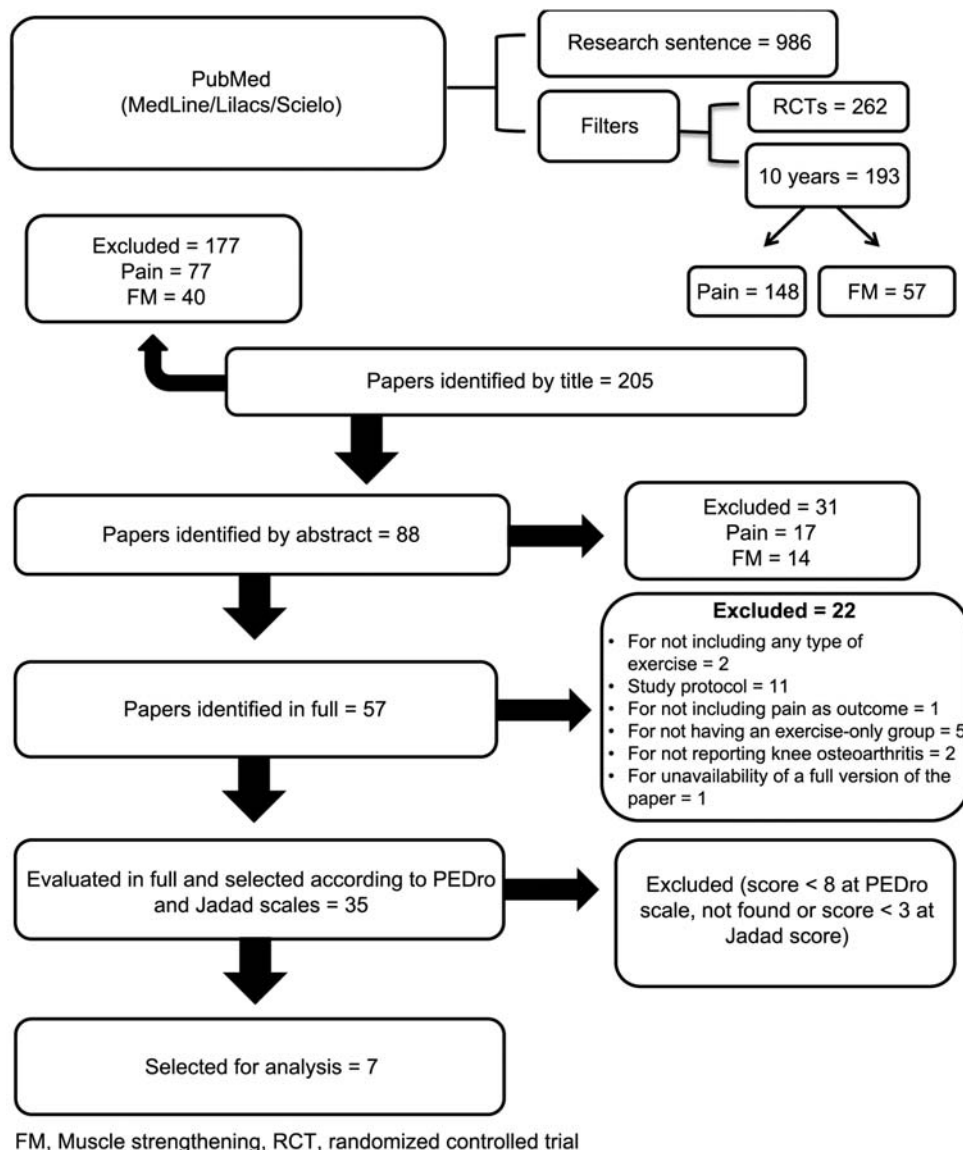 PubMed
(MedLine/Lilacs/Scielo)
Research sentence = 986
Filters
RCTs = 262
10 years = 193
Pain = 148
FM = 57
Excluded = 177
Pain = 77
FM = 40
Papers identified by title = 205
Papers identified by abstract = 88
Excluded = 31
Pain = 17
FM = 14
Papers identified in full = 57
Excluded = 22
• For not including any type of
exercise = 2
• Study protocol = 11
• For not including pain as outcome = 1
• For not having an exercise-only group = 5
• For not reporting knee osteoarthritis = 2
• For unavailability of a full version of the
paper = 1
Evaluated in full and selected according to PEDro
and Jadad scales = 35
Excluded (score < 8 at PEDro
scale, not found or score < 3 at
Jadad score)
Selected for analysis = 7
FM, Muscle strengthening, RCT, randomized controlled trial